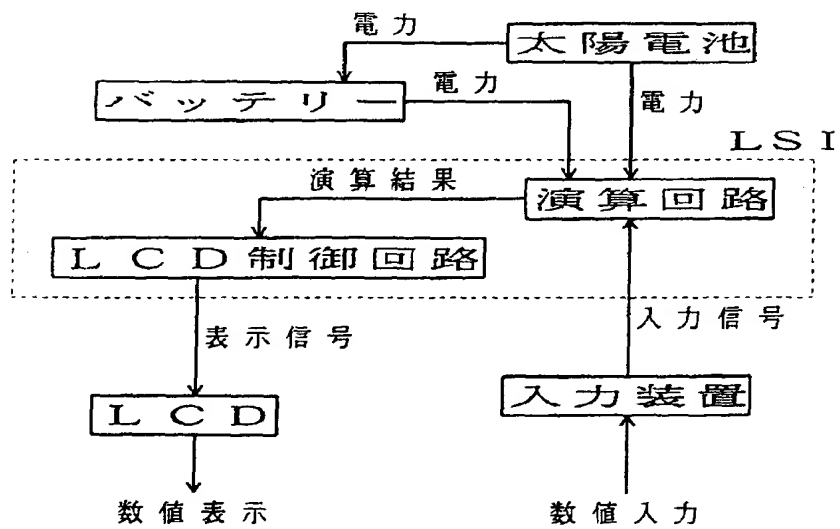 電力
太陽電池
バッテリー
電力
電力
LSI
演算結果
演算回路
LCD制御回路
表示信号
入力信号
LCD
入力装置
数値表示
数値入力